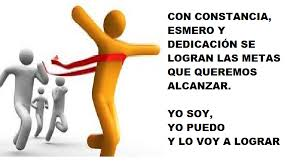 CON CONSTANCIA,
ESMERO Y
DEDICACIÓN SE
LOGRAN LAS METAS
QUE QUEREMOS
ALCANZAR.
YO SOY,
YO PUEDO
Y LO VOY A LOGRAR